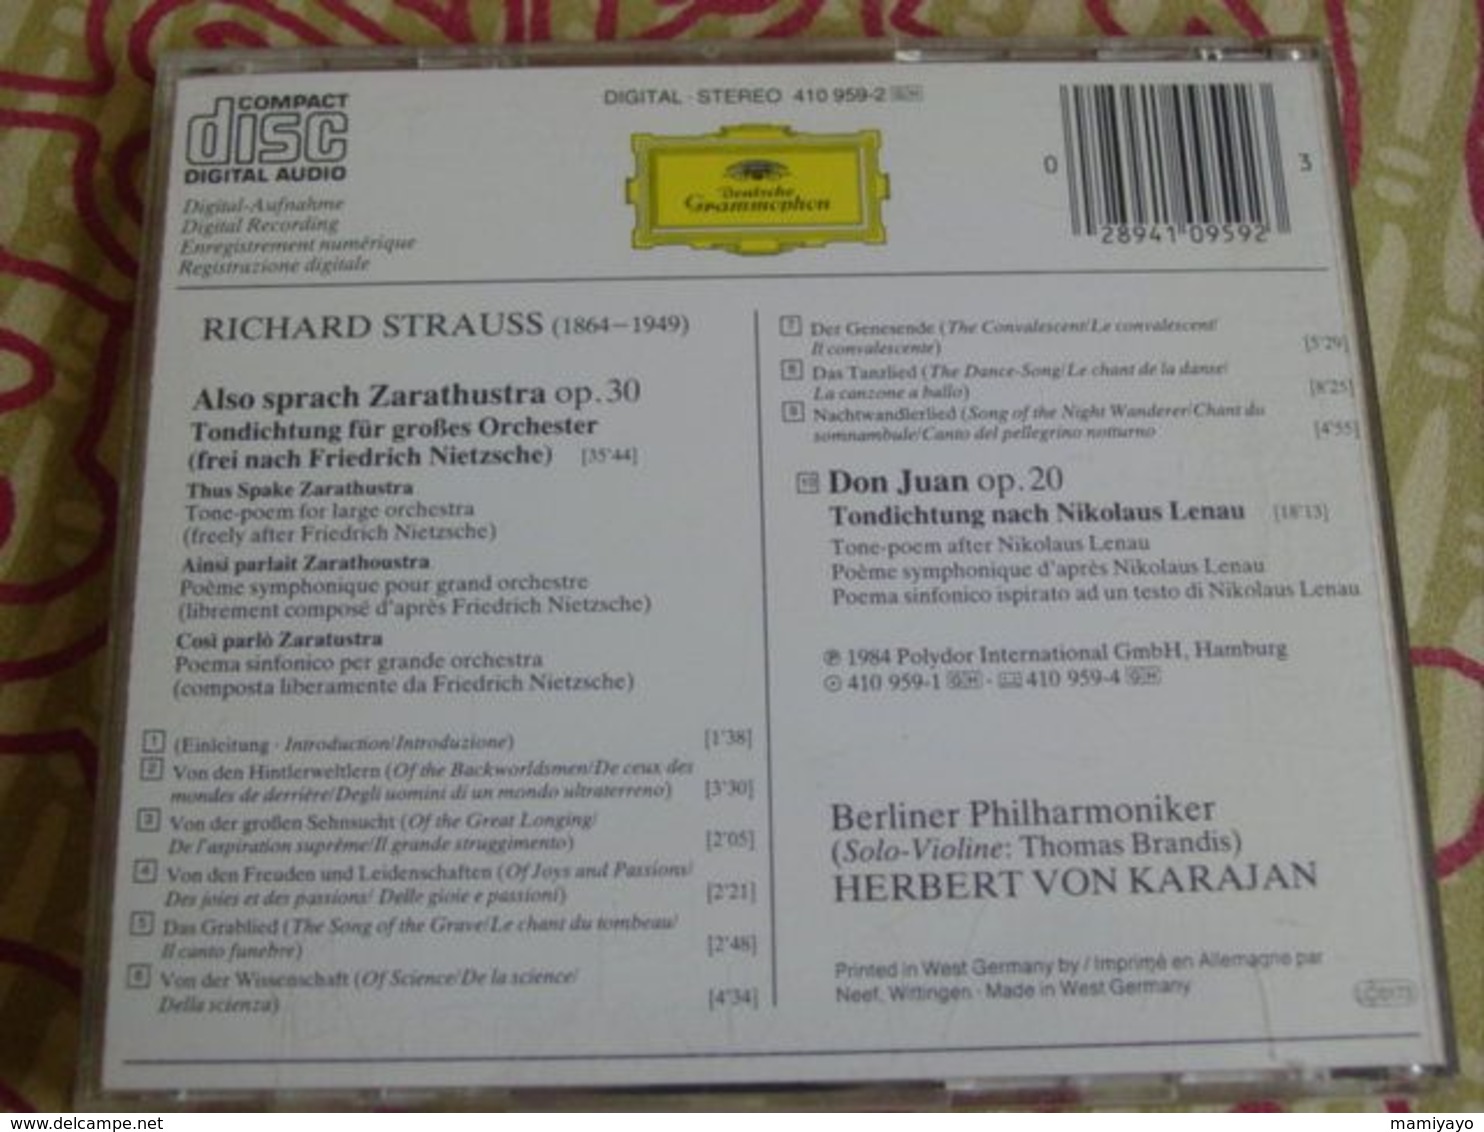 COMPACT
disc
DIGITAL AUDIO
Digital-Aufnahme
Digital Recording
Enregistrement numérique
Registrazione digitale
DIGITAL · STEREO 410 959-2 GH
Deutsche
Grammophon
0 28941 09592 3
RICHARD STRAUSS (1864–1949)
Also sprach Zarathustra op. 30
Tondichtung für großes Orchester
(frei nach Friedrich Nietzsche) [35'44]
Thus Spake Zarathustra
Tone-poem for large orchestra
(freely after Friedrich Nietzsche)
Ainsi parlait Zarathoustra
Poème symphonique pour grand orchestre
(librement composé d'après Friedrich Nietzsche)
Così parlò Zaratustra
Poema sinfonico per grande orchestra
(composta liberamente da Friedrich Nietzsche)
1 (Einleitung · Introduction/Introduzione) [1'38]
2 Von den Hintlerweltlern (Of the Backworldsmen/De ceux des
mondes de derrière/Degli uomini di un mondo ultraterreno) [3'30]
3 Von der großen Sehnsucht (Of the Great Longing/
De l'aspiration suprême/Il grande struggimento) [2'05]
4 Von den Freuden und Leidenschaften (Of Joys and Passions/
Des joies et des passions/ Delle gioie e passioni) [2'21]
5 Das Grablied (The Song of the Grave/Le chant du tombeau/
Il canto funebre) [2'48]
6 Von der Wissenschaft (Of Science/De la science/
Della scienza) [4'34]
7 Der Genesende (The Convalescent/Le convalescent/
Il convalescente) [5'29]
8 Das Tanzlied (The Dance-Song/Le chant de la danse/
La canzone a ballo) [8'25]
9 Nachtwandlerlied (Song of the Night Wanderer/Chant du
somnambule/Canto del pellegrino notturno [4'55]
10 Don Juan op. 20
Tondichtung nach Nikolaus Lenau [18'13]
Tone-poem after Nikolaus Lenau
Poème symphonique d'après Nikolaus Lenau
Poema sinfonico ispirato ad un testo di Nikolaus Lenau
℗ 1984 Polydor International GmbH, Hamburg
410 959-1 GH · 410 959-4 GH
Berliner Philharmoniker
(Solo-Violine: Thomas Brandis)
HERBERT VON KARAJAN
Printed in West Germany by / Imprimé en Allemagne par
Neef, Wittingen · Made in West Germany
delcampe.net
mamiyayo